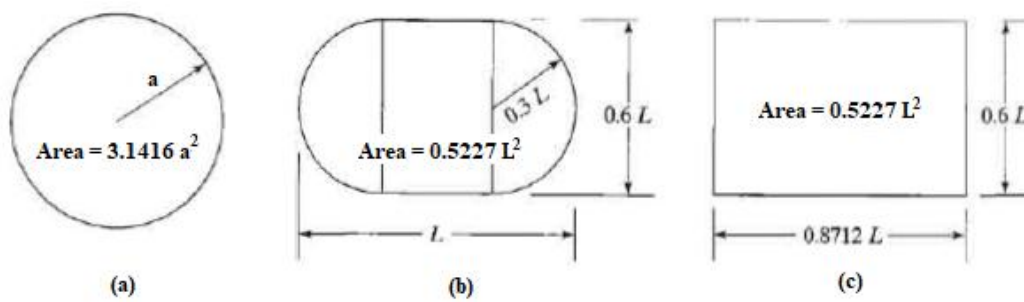 a
Area = 3.1416 a²
(a)
0.3 L
Area = 0.5227 L²
0.6 L
L
(b)
Area = 0.5227 L²
0.6 L
0.8712 L
(c)